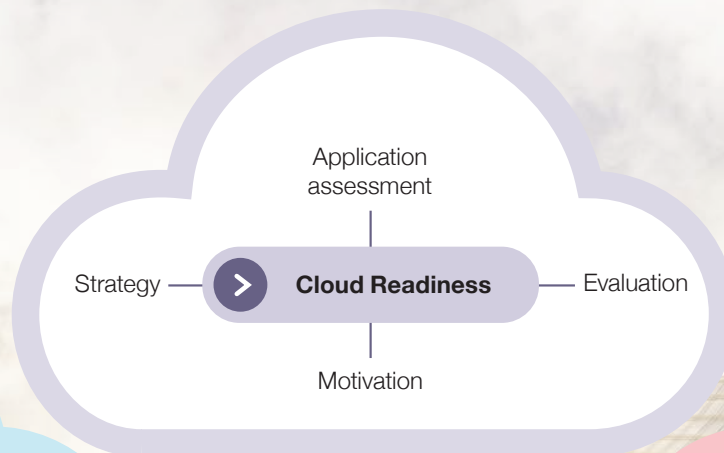 Application
assessment
Strategy
Cloud Readiness
Evaluation
Motivation